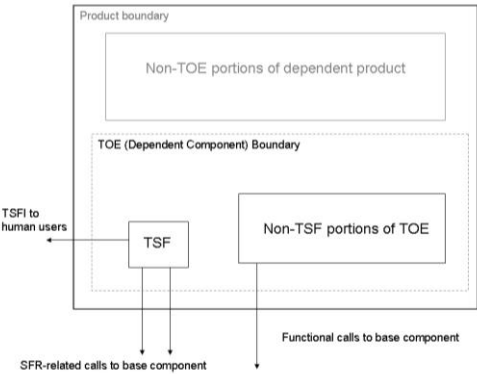 Product boundary
Non-TOE portions of dependent product
TOE (Dependent Component) Boundary
TSFI to
human users
TSF
Non-TSF portions of TOE
Functional calls to base component
SFR-related calls to base component